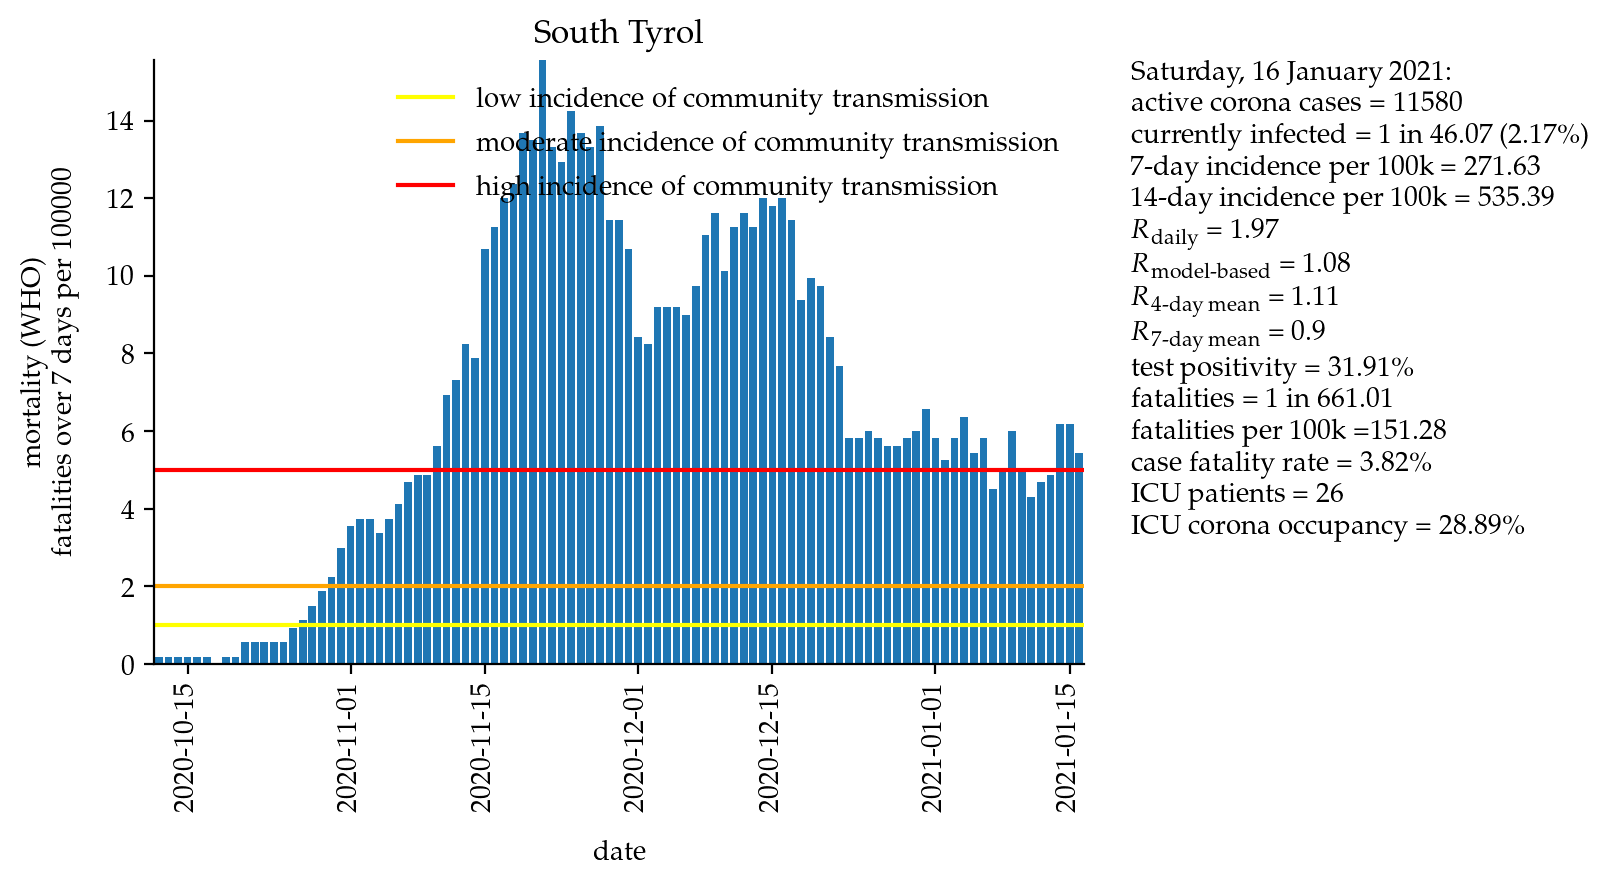 South Tyrol
low incidence of community transmission
moderate incidence of community transmission
high incidence of community transmission
mortality (WHO)
fatalities over 7 days per 100000
14
12
10
8
6
4
2
0
2020-10-15
2020-11-01
2020-11-15
2020-12-01
2020-12-15
2021-01-01
2021-01-15
date
Saturday, 16 January 2021:
active corona cases = 11580
currently infected = 1 in 46.07 (2.17%)
7-day incidence per 100k = 271.63
14-day incidence per 100k = 535.39
R daily = 1.97
R model-based = 1.08
R 4-day mean = 1.11
R 7-day mean = 0.9
test positivity = 31.91%
fatalities = 1 in 661.01
fatalities per 100k =151.28
case fatality rate = 3.82%
ICU patients = 26
ICU corona occupancy = 28.89%